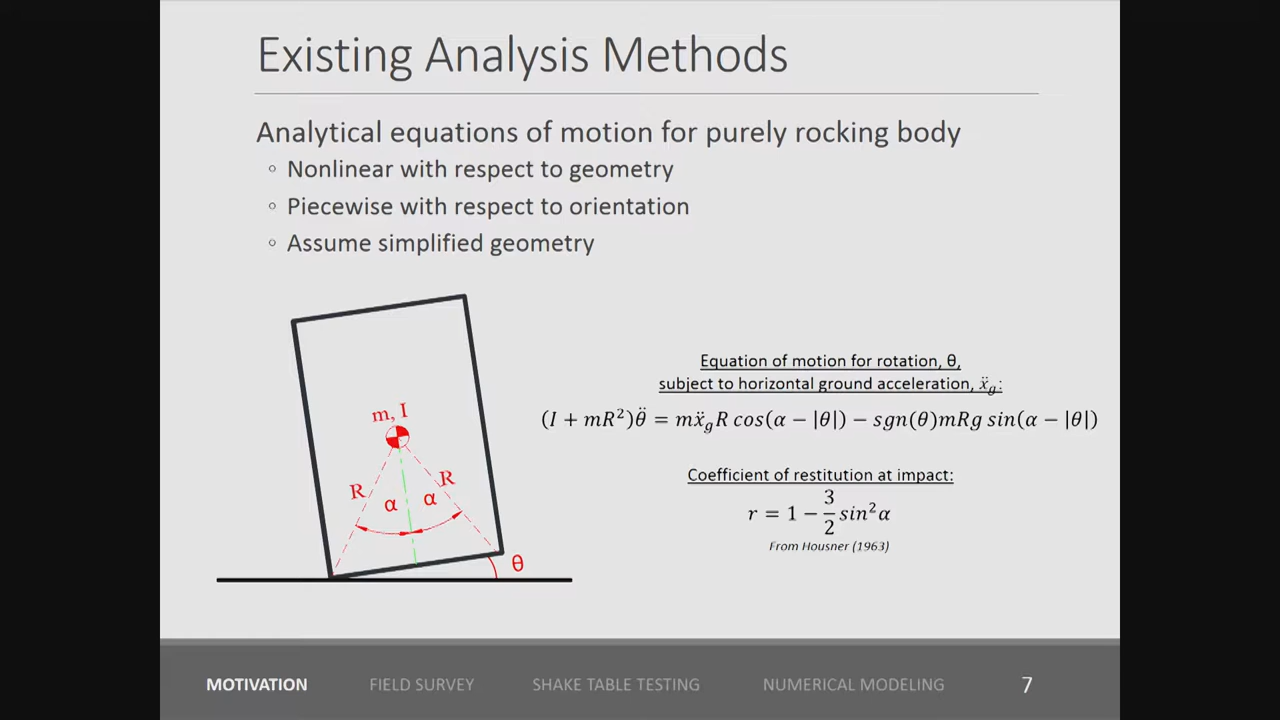 Existing Analysis Methods
Analytical equations of motion for purely rocking body
◦ Nonlinear with respect to geometry
◦ Piecewise with respect to orientation
◦ Assume simplified geometry
m, I
R
R
α
α
θ
Equation of motion for rotation, θ,
subject to horizontal ground acceleration, ẍ_g:
(I + mR²)θ̈ = mẍ_gR cos(α − |θ|) − sgn(θ)mRg sin(α − |θ|)
Coefficient of restitution at impact:
r = 1 − 3/2 sin²α
From Housner (1963)
MOTIVATION FIELD SURVEY SHAKE TABLE TESTING NUMERICAL MODELING 7